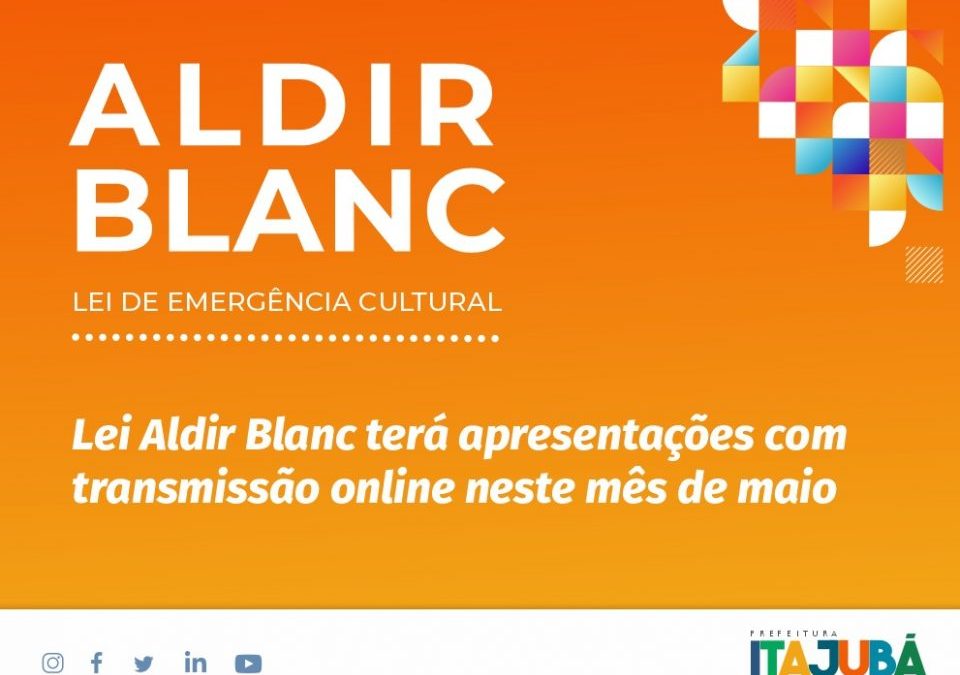 ALDIR
BLANC
LEI DE EMERGÊNCIA CULTURAL
Lei Aldir Blanc terá apresentações com
transmissão online neste mês de maio
PREFEITURA
ITAJUBÁ